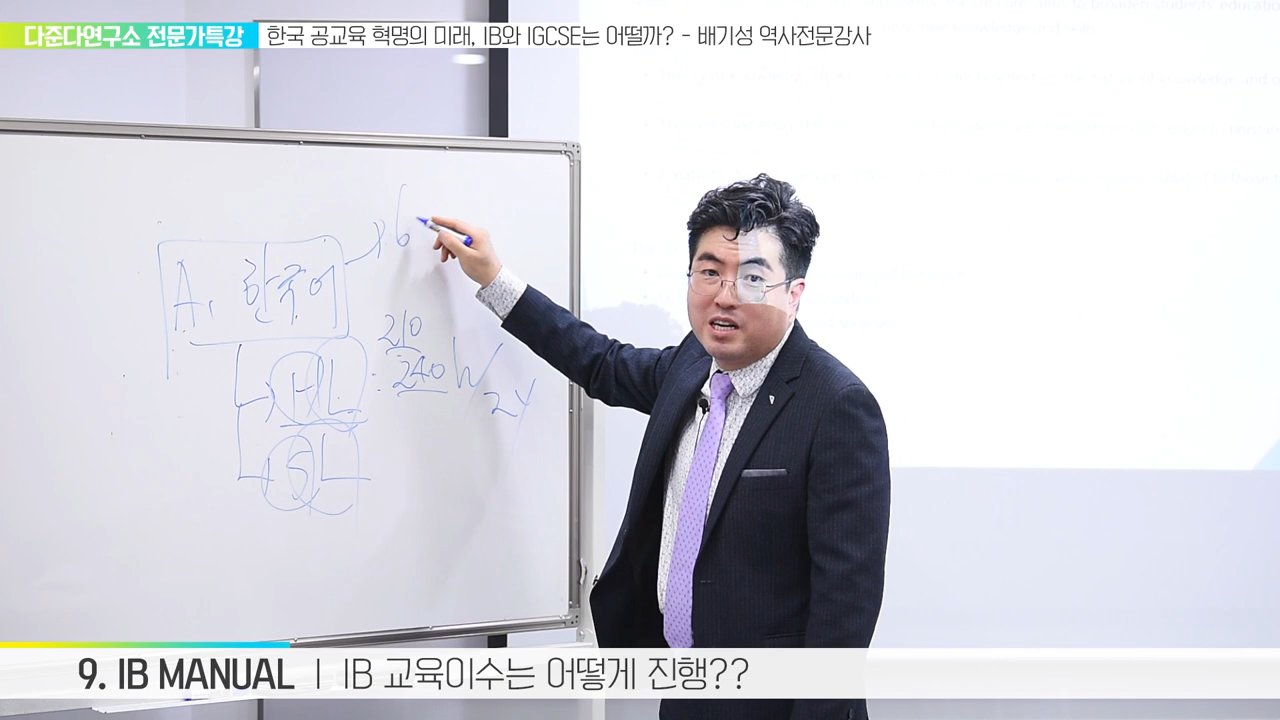 다준다연구소 전문가특강 한국 공교육 혁명의 미래, IB와 IGCSE는 어떨까? - 배기성 역사전문강사
A, 한국어 → 6
HL : 210
240h / 2y
SL
9. IB MANUAL | IB 교육이수는 어떻게 진행??